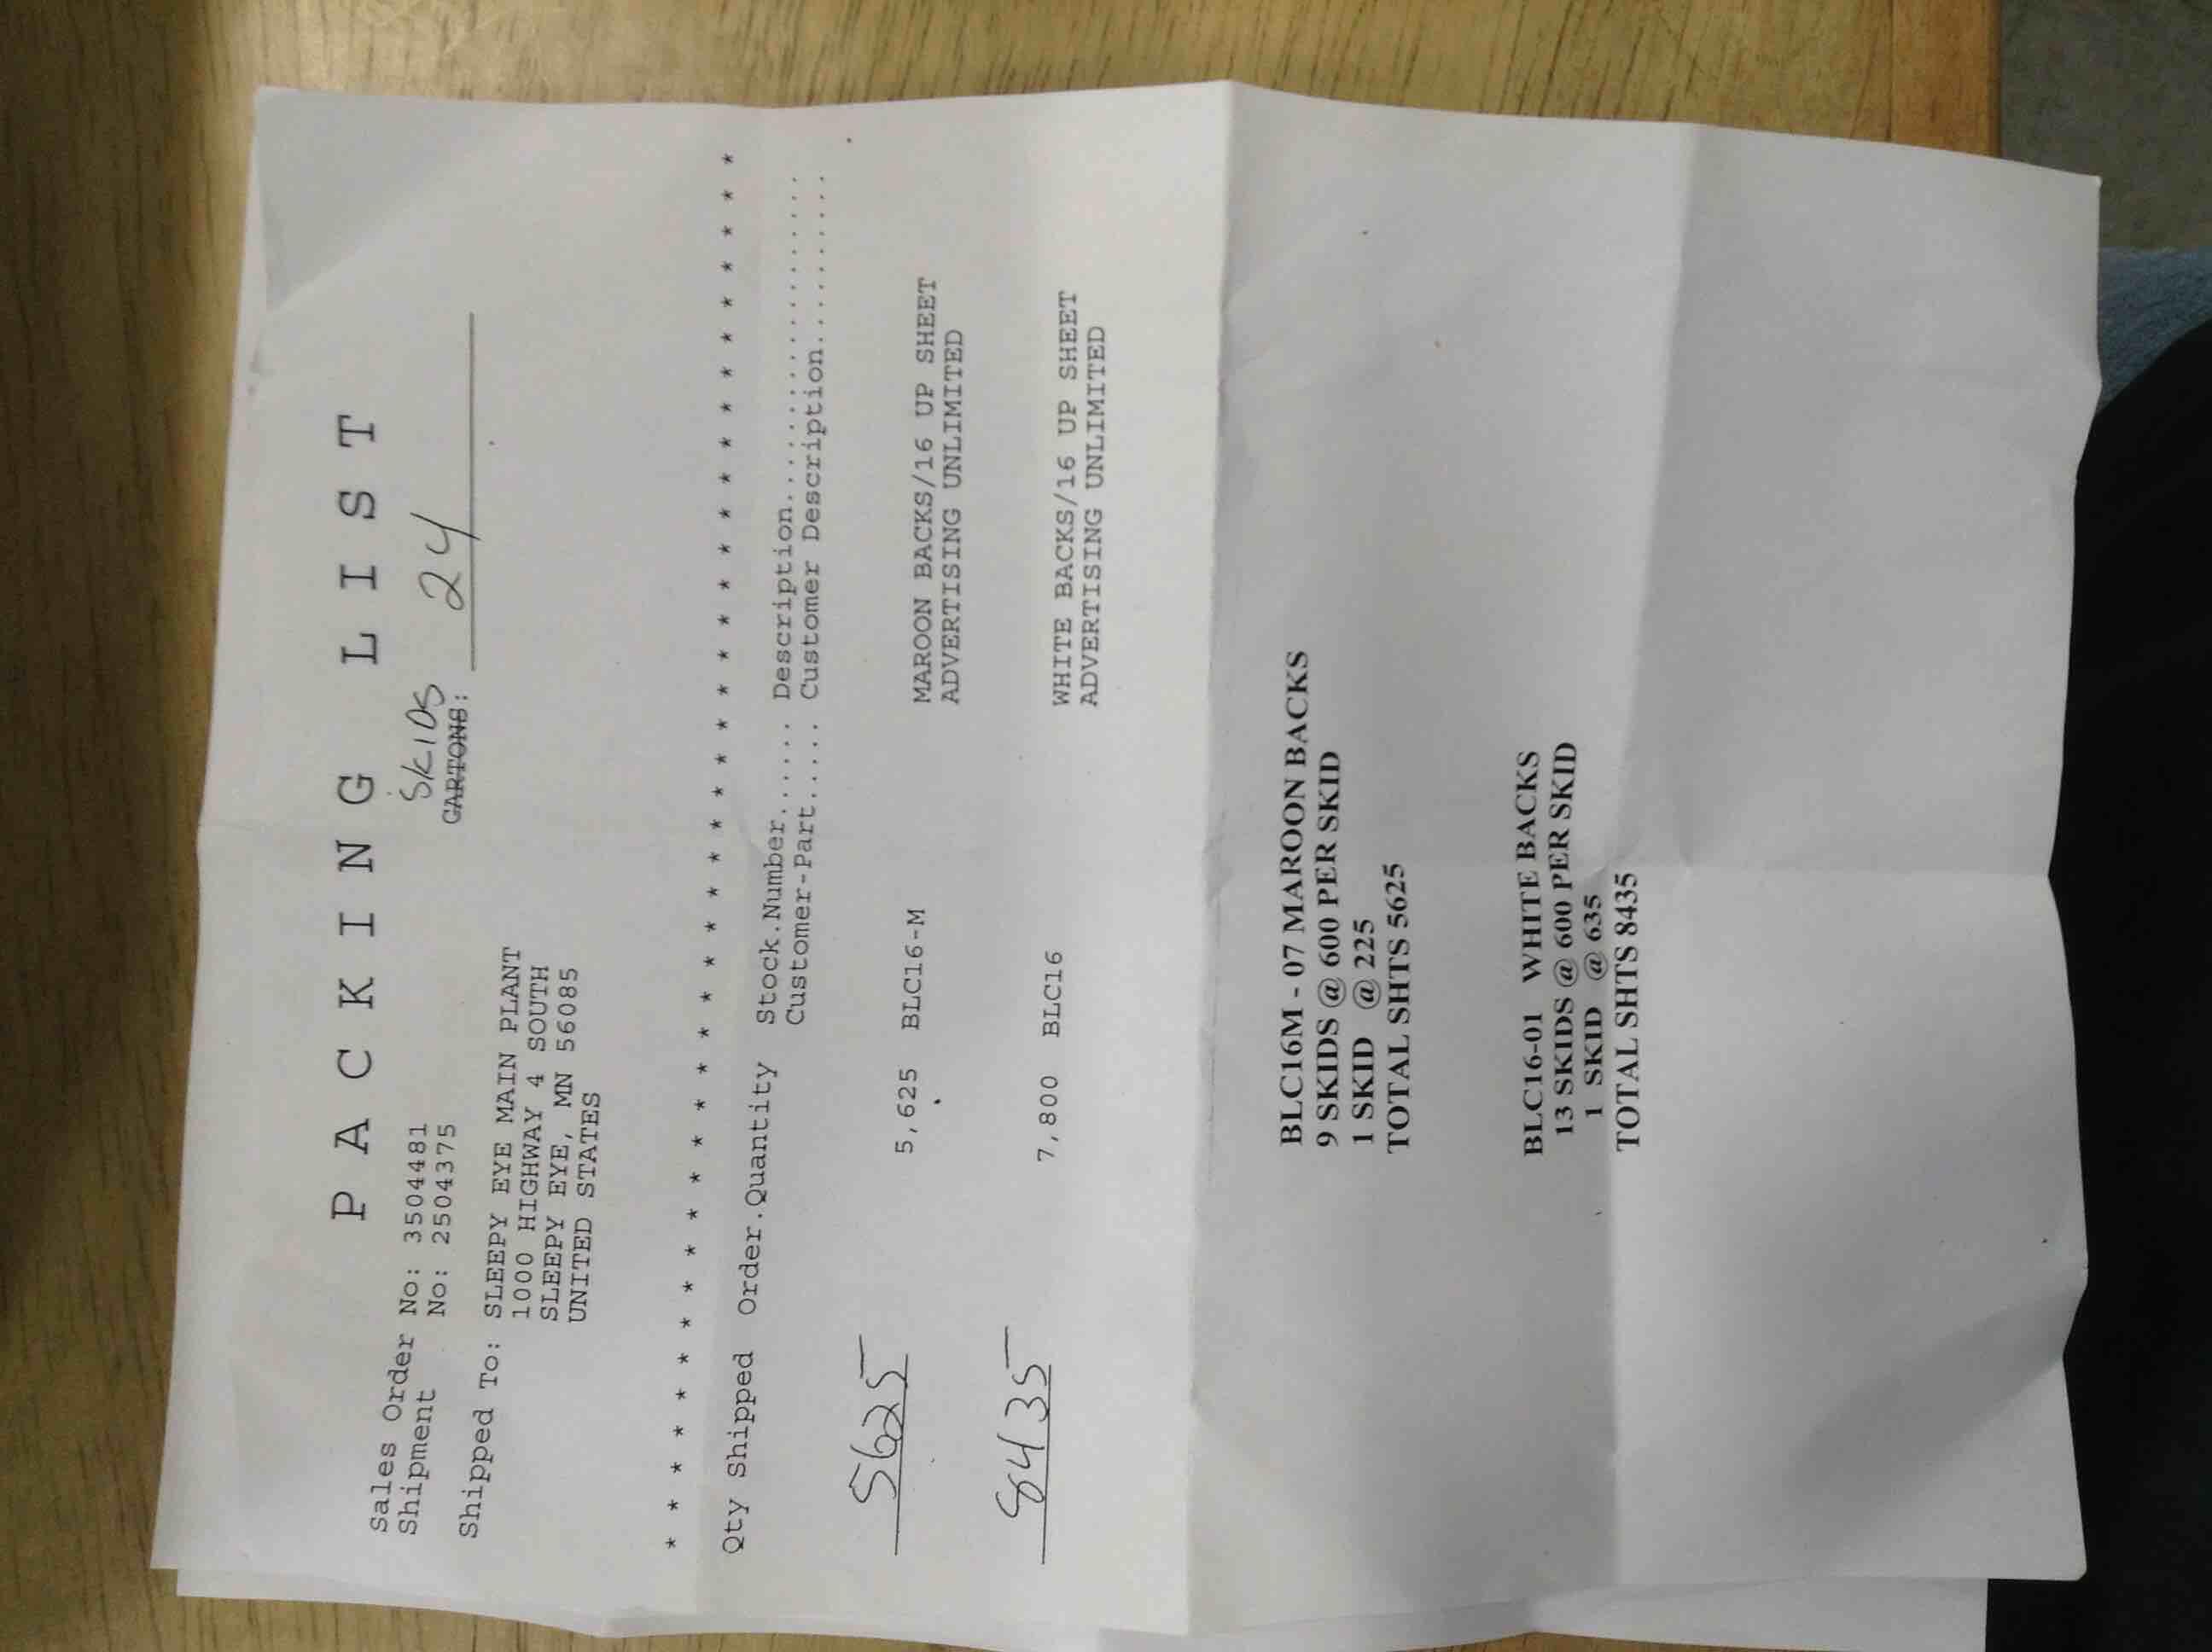 P A C K I N G   L I S T
Sales Order No: 3504481
Skids
Shipment No: 2504375
CARTONS: 24
Shipped To: SLEEPY EYE MAIN PLANT
1000 HIGHWAY 4 SOUTH
SLEEPY EYE, MN 56085
UNITED STATES
* * * * * * * * * * * * * * * * * * * * * * * * * * * * * * * * * * * * * * * *
Qty Shipped Order.Quantity Stock.Number...... Description.........................
Customer-Part..... Customer Description................
5625 5,625 BLC16-M MAROON BACKS/16 UP SHEET
ADVERTISING UNLIMITED
8435 7,800 BLC16 WHITE BACKS/16 UP SHEET
ADVERTISING UNLIMITED
BLC16M - 07 MAROON BACKS
9 SKIDS @ 600 PER SKID
1 SKID @ 225
TOTAL SHTS 5625
BLC16-01 WHITE BACKS
13 SKIDS @ 600 PER SKID
1 SKID @ 635
TOTAL SHTS 8435